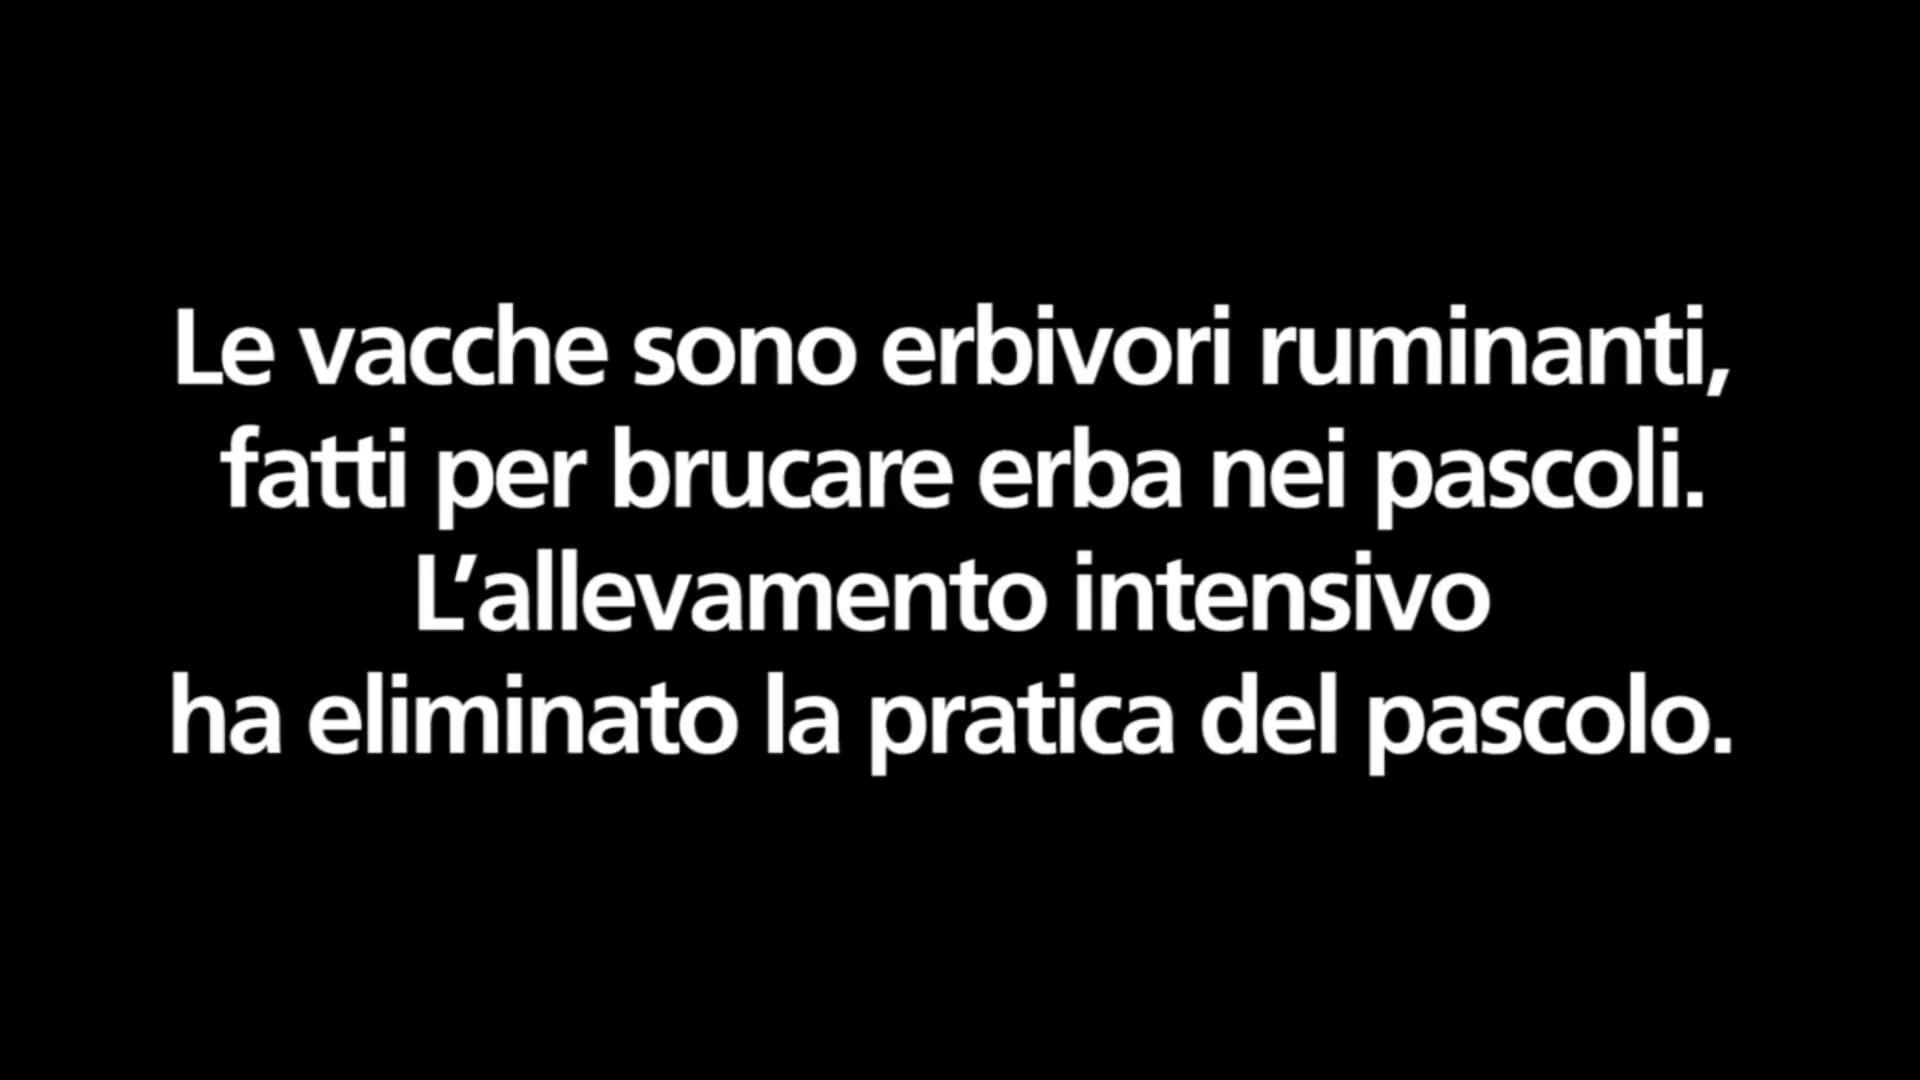 Le vacche sono erbivori ruminanti,
fatti per brucare erba nei pascoli.
L’allevamento intensivo
ha eliminato la pratica del pascolo.